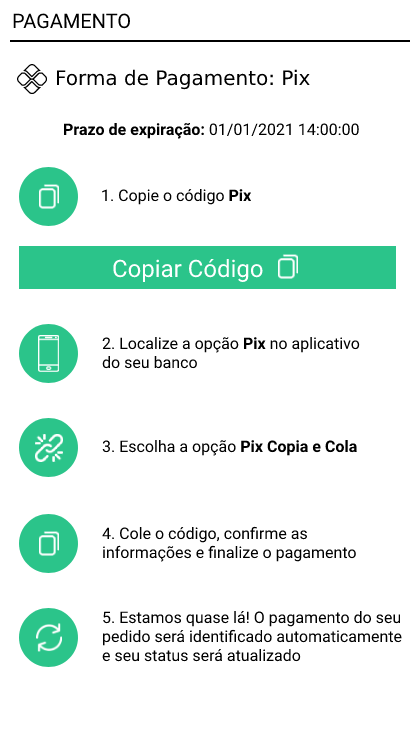 PAGAMENTO
Forma de Pagamento: Pix
Prazo de expiração: 01/01/2021 14:00:00
1. Copie o código Pix
Copiar Código
2. Localize a opção Pix no aplicativo
do seu banco
3. Escolha a opção Pix Copia e Cola
4. Cole o código, confirme as
informações e finalize o pagamento
5. Estamos quase lá! O pagamento do seu
pedido será identificado automaticamente
e seu status será atualizado